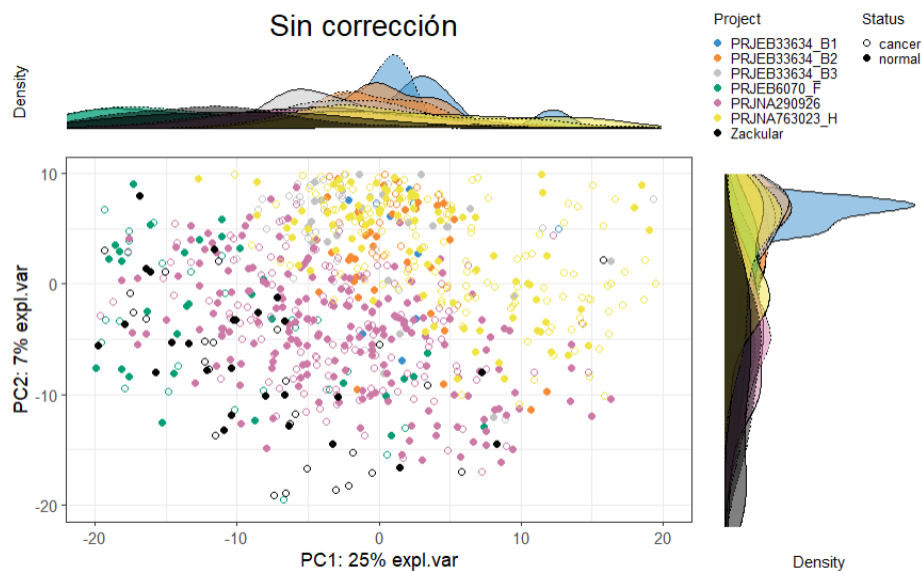 Sin corrección
Density
Project
PRJEB33634_B1
PRJEB33634_B2
PRJEB33634_B3
PRJEB6070_F
PRJNA290926
PRJNA763023_H
Zackular
Status
cancer
normal
PC2: 7% expl.var
10
0
-10
-20
-20
-10
0
10
20
PC1: 25% expl.var
Density